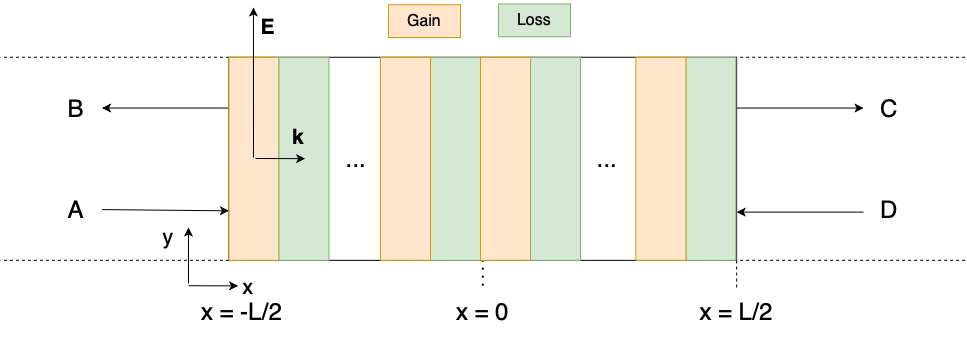 E
Gain
Loss
B
C
k
...
...
A
D
y
x
x = -L/2
x = 0
x = L/2